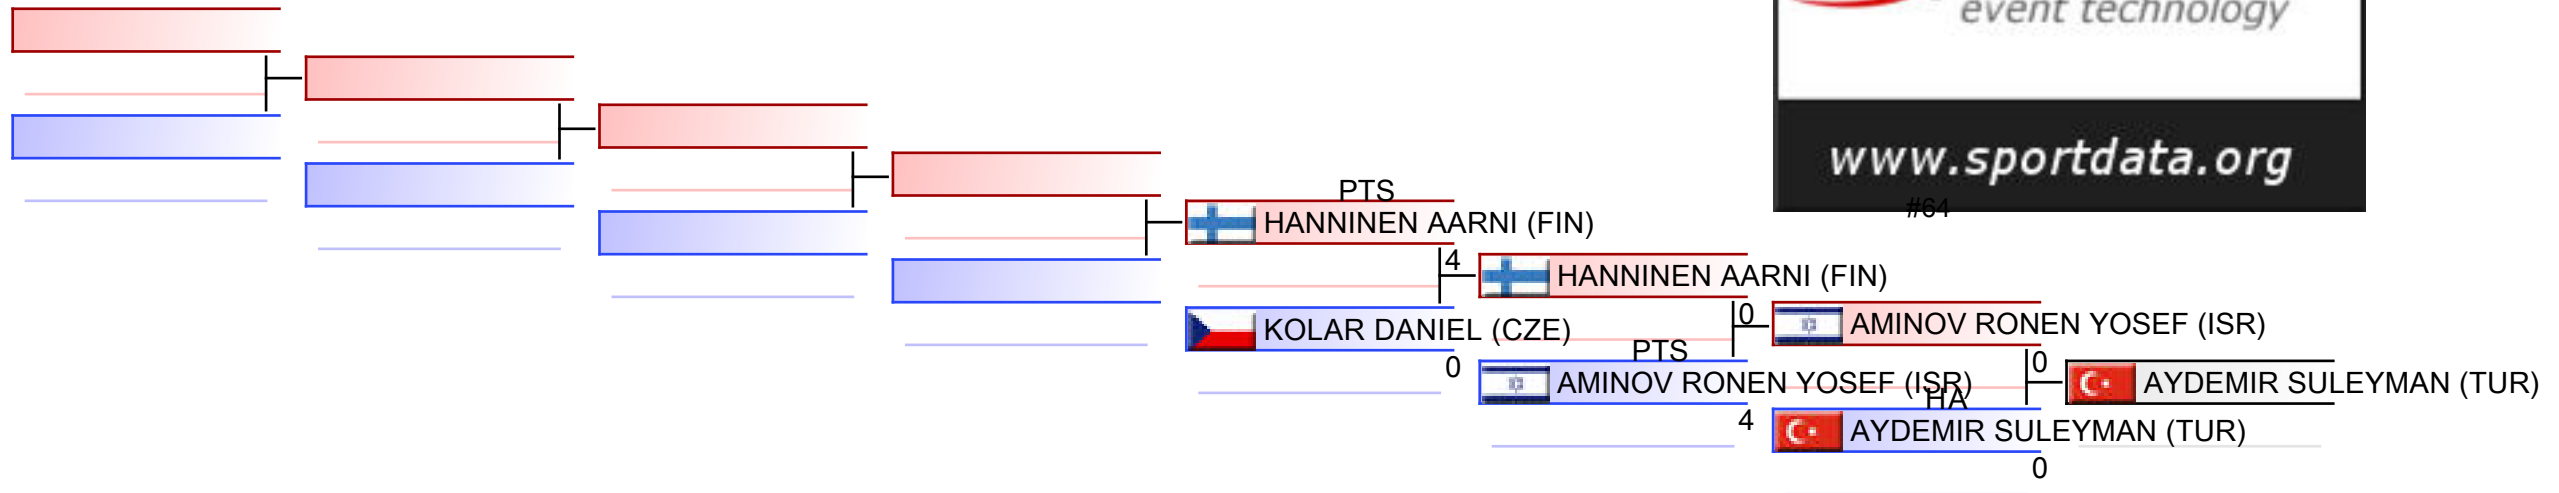 event technology
www.sportdata.org
#64
PTS
HANNINEN AARNI (FIN)
4
HANNINEN AARNI (FIN)
0
AMINOV RONEN YOSEF (ISR)
KOLAR DANIEL (CZE)
0
PTS
AMINOV RONEN YOSEF (ISR)
4
0
AYDEMIR SULEYMAN (TUR)
HA
AYDEMIR SULEYMAN (TUR)
0